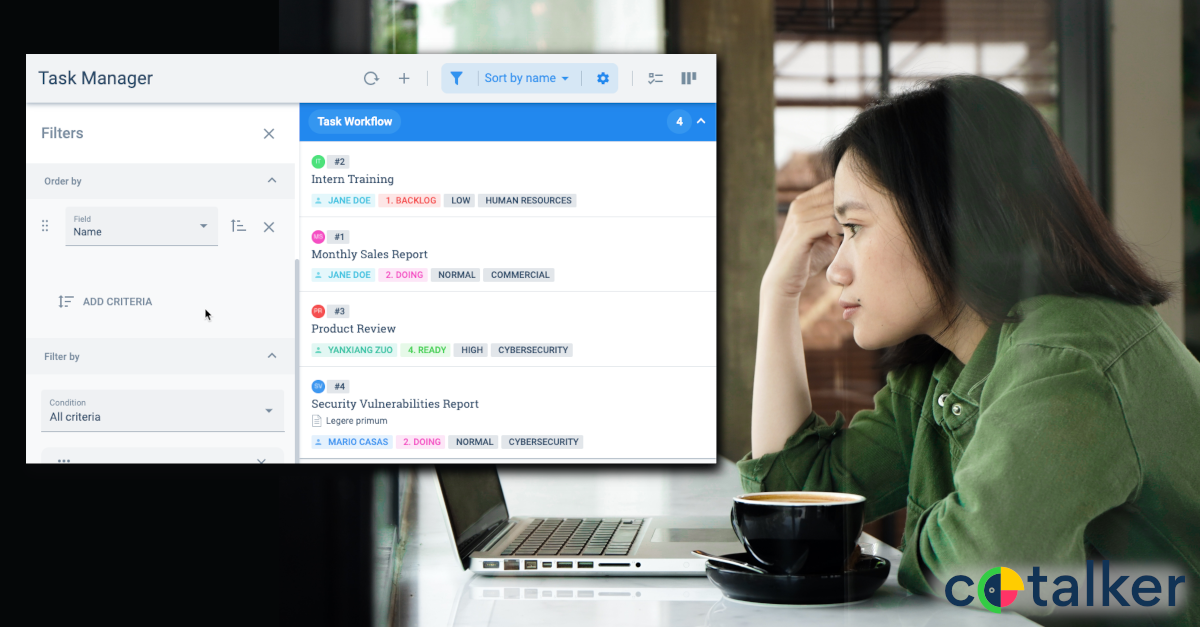 Task Manager
Sort by name
Filters
Order by
Field
Name
ADD CRITERIA
Filter by
Condition
All criteria
Task Workflow
4
IT #2
Intern Training
JANE DOE 1. BACKLOG LOW HUMAN RESOURCES
MS #1
Monthly Sales Report
JANE DOE 2. DOING NORMAL COMMERCIAL
PR #3
Product Review
YANXIANG ZUO 4. READY HIGH CYBERSECURITY
SV #4
Security Vulnerabilities Report
Legere primum
MARIO CASAS 2. DOING NORMAL CYBERSECURITY
cotalker